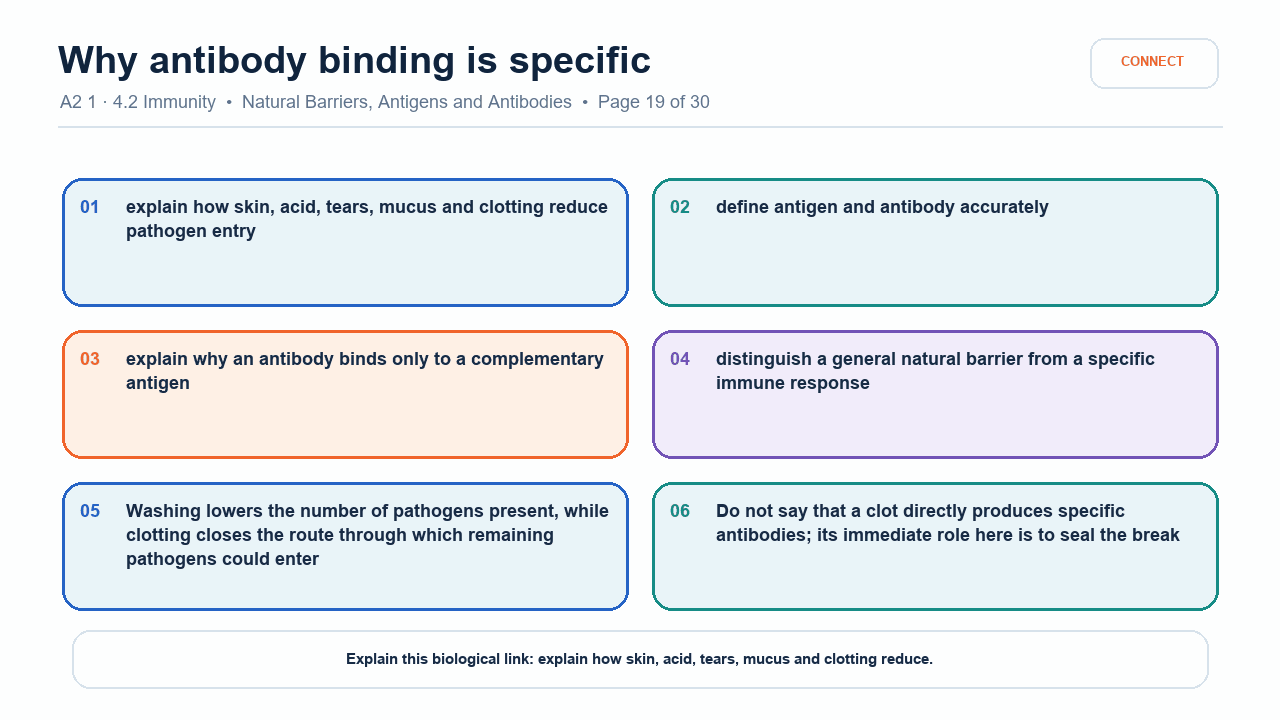 Why antibody binding is specific
CONNECT
A2 1 · 4.2 Immunity • Natural Barriers, Antigens and Antibodies • Page 19 of 30
01 explain how skin, acid, tears, mucus and clotting reduce
pathogen entry
02 define antigen and antibody accurately
03 explain why an antibody binds only to a complementary
antigen
04 distinguish a general natural barrier from a specific
immune response
05 Washing lowers the number of pathogens present, while
clotting closes the route through which remaining
pathogens could enter
06 Do not say that a clot directly produces specific
antibodies; its immediate role here is to seal the break
Explain this biological link: explain how skin, acid, tears, mucus and clotting reduce.